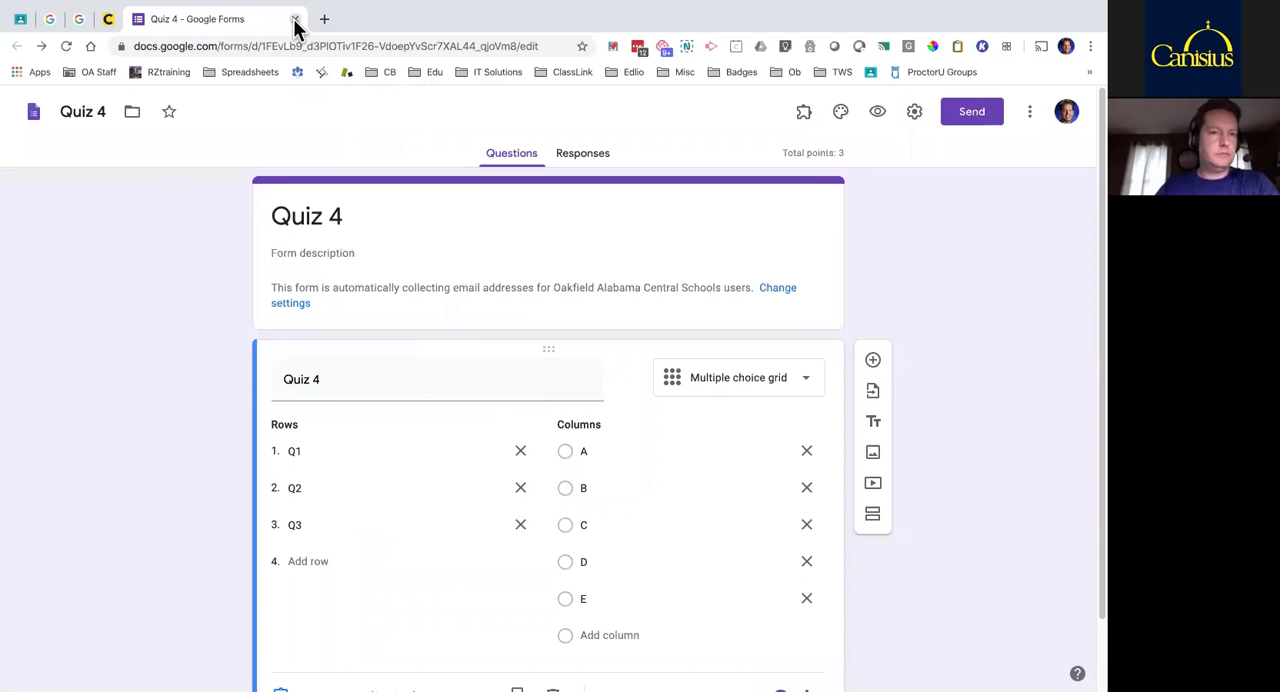 Quiz 4 - Google Forms
docs.google.com/forms/d/1FEvLb9_d3PlOTiv1F26-VdoepYvScr7XAL44_qjoVm8/edit
12
9+
Apps OA Staff RZtraining Spreadsheets CB Edu IT Solutions ClassLink Edlio Misc Badges Ob TWS ProctorU Groups »
Canisius
Quiz 4
Send
Questions Responses Total points: 3
Quiz 4
Form description
This form is automatically collecting email addresses for Oakfield Alabama Central Schools users. Change
settings
Quiz 4
Multiple choice grid
Rows Columns
1. Q1 A
2. Q2 B
3. Q3 C
4. Add row D
E
Add column